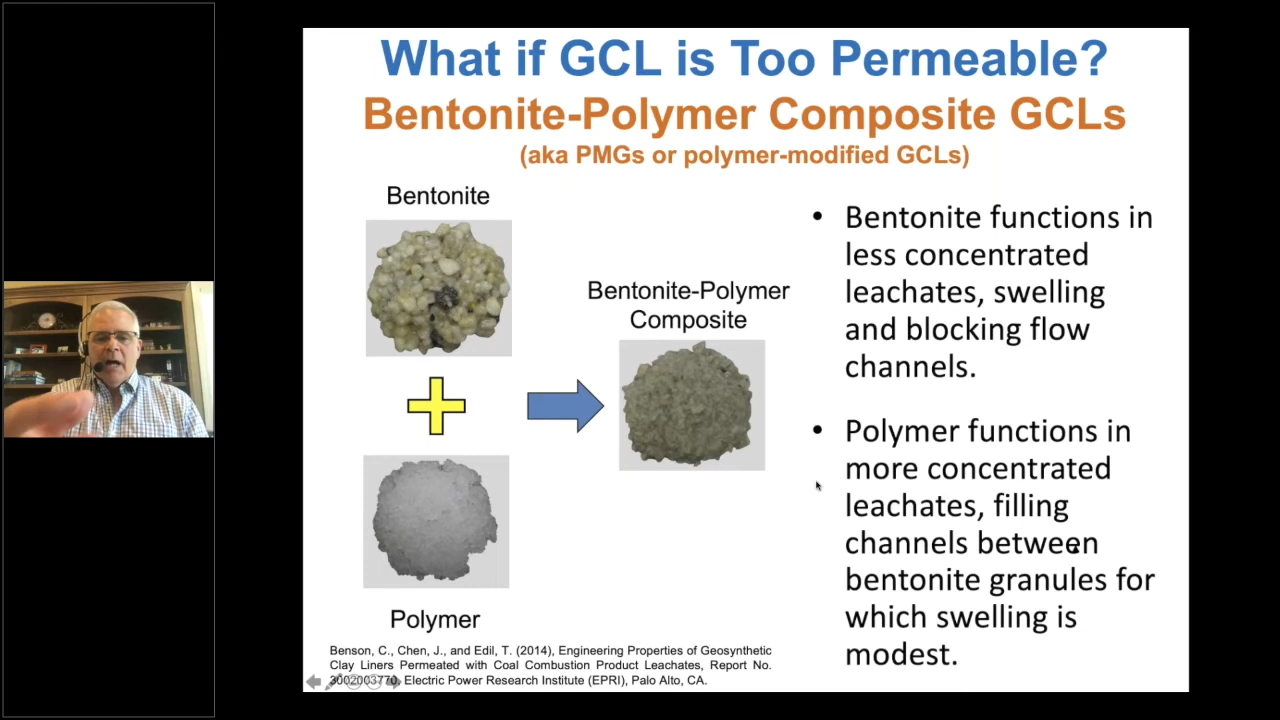 What if GCL is Too Permeable?
Bentonite-Polymer Composite GCLs
(aka PMGs or polymer-modified GCLs)
Bentonite
Bentonite-Polymer
Composite
Polymer
• Bentonite functions in
less concentrated
leachates, swelling
and blocking flow
channels.
• Polymer functions in
more concentrated
leachates, filling
channels between
bentonite granules for
which swelling is
modest.
Benson, C., Chen, J., and Edil, T. (2014), Engineering Properties of Geosynthetic
Clay Liners Permeated with Coal Combustion Product Leachates, Report No.
3002003770, Electric Power Research Institute (EPRI), Palo Alto, CA.